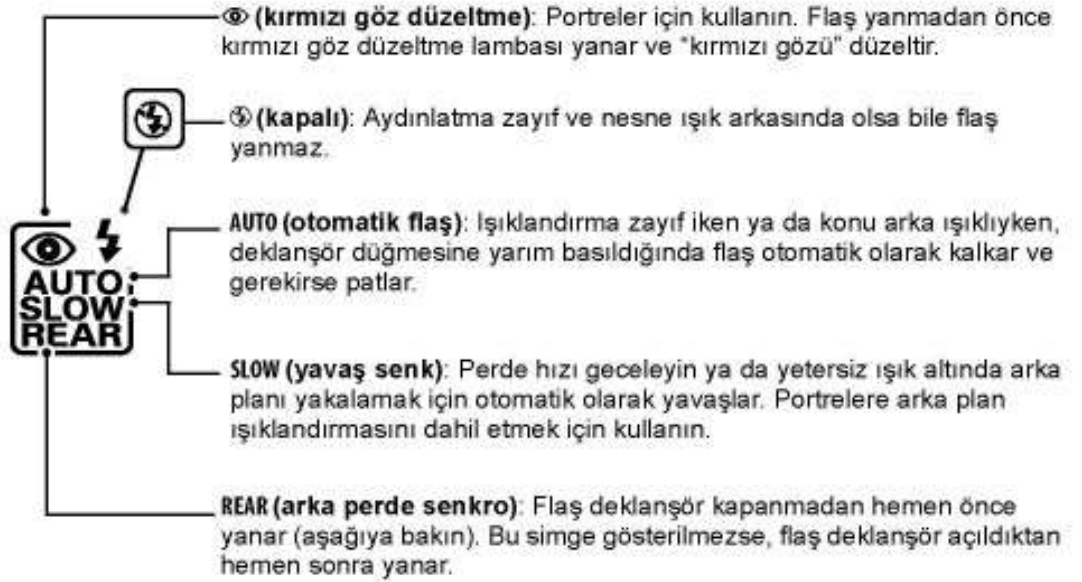 (kırmızı göz düzeltme): Portreler için kullanın. Flaş yanmadan önce
kırmızı göz düzeltme lambası yanar ve “kırmızı gözü” düzeltir.
(kapalı): Aydınlatma zayıf ve nesne ışık arkasında olsa bile flaş
yanmaz.
AUTO (otomatik flaş): Işıklandırma zayıf iken ya da konu arka ışıklıyken,
deklanşör düğmesine yarım basıldığında flaş otomatik olarak kalkar ve
gerekirse patlar.
AUTO
SLOW
REAR
SLOW (yavaş senk): Perde hızı geceleyin ya da yetersiz ışık altında arka
planı yakalamak için otomatik olarak yavaşlar. Portrelere arka plan
ışıklandırmasını dahil etmek için kullanın.
REAR (arka perde senkro): Flaş deklanşör kapanmadan hemen önce
yanar (aşağıya bakın). Bu simge gösterilmezse, flaş deklanşör açıldıktan
hemen sonra yanar.